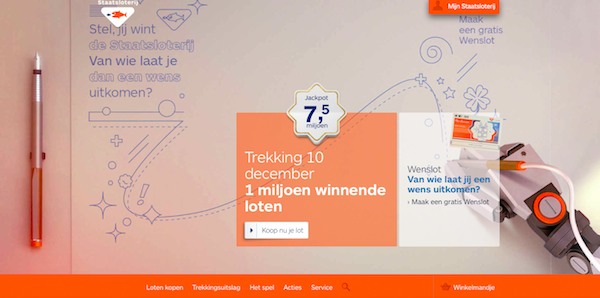 Staatsloterij
Mijn Staatsloterij
Stel, jij wint
de Staatsloterij
Van wie laat je
dan een wens
uitkomen?
Maak
een gratis
Wenslot
Jackpot
7,5
miljoen
Trekking 10
december
1 miljoen winnende
loten
Koop nu je lot
Wenslot
Van wie laat jij een
wens uitkomen?
› Maak een gratis Wenslot
Loten kopen Trekkingsuitslag Het spel Acties Service
Winkelmandje